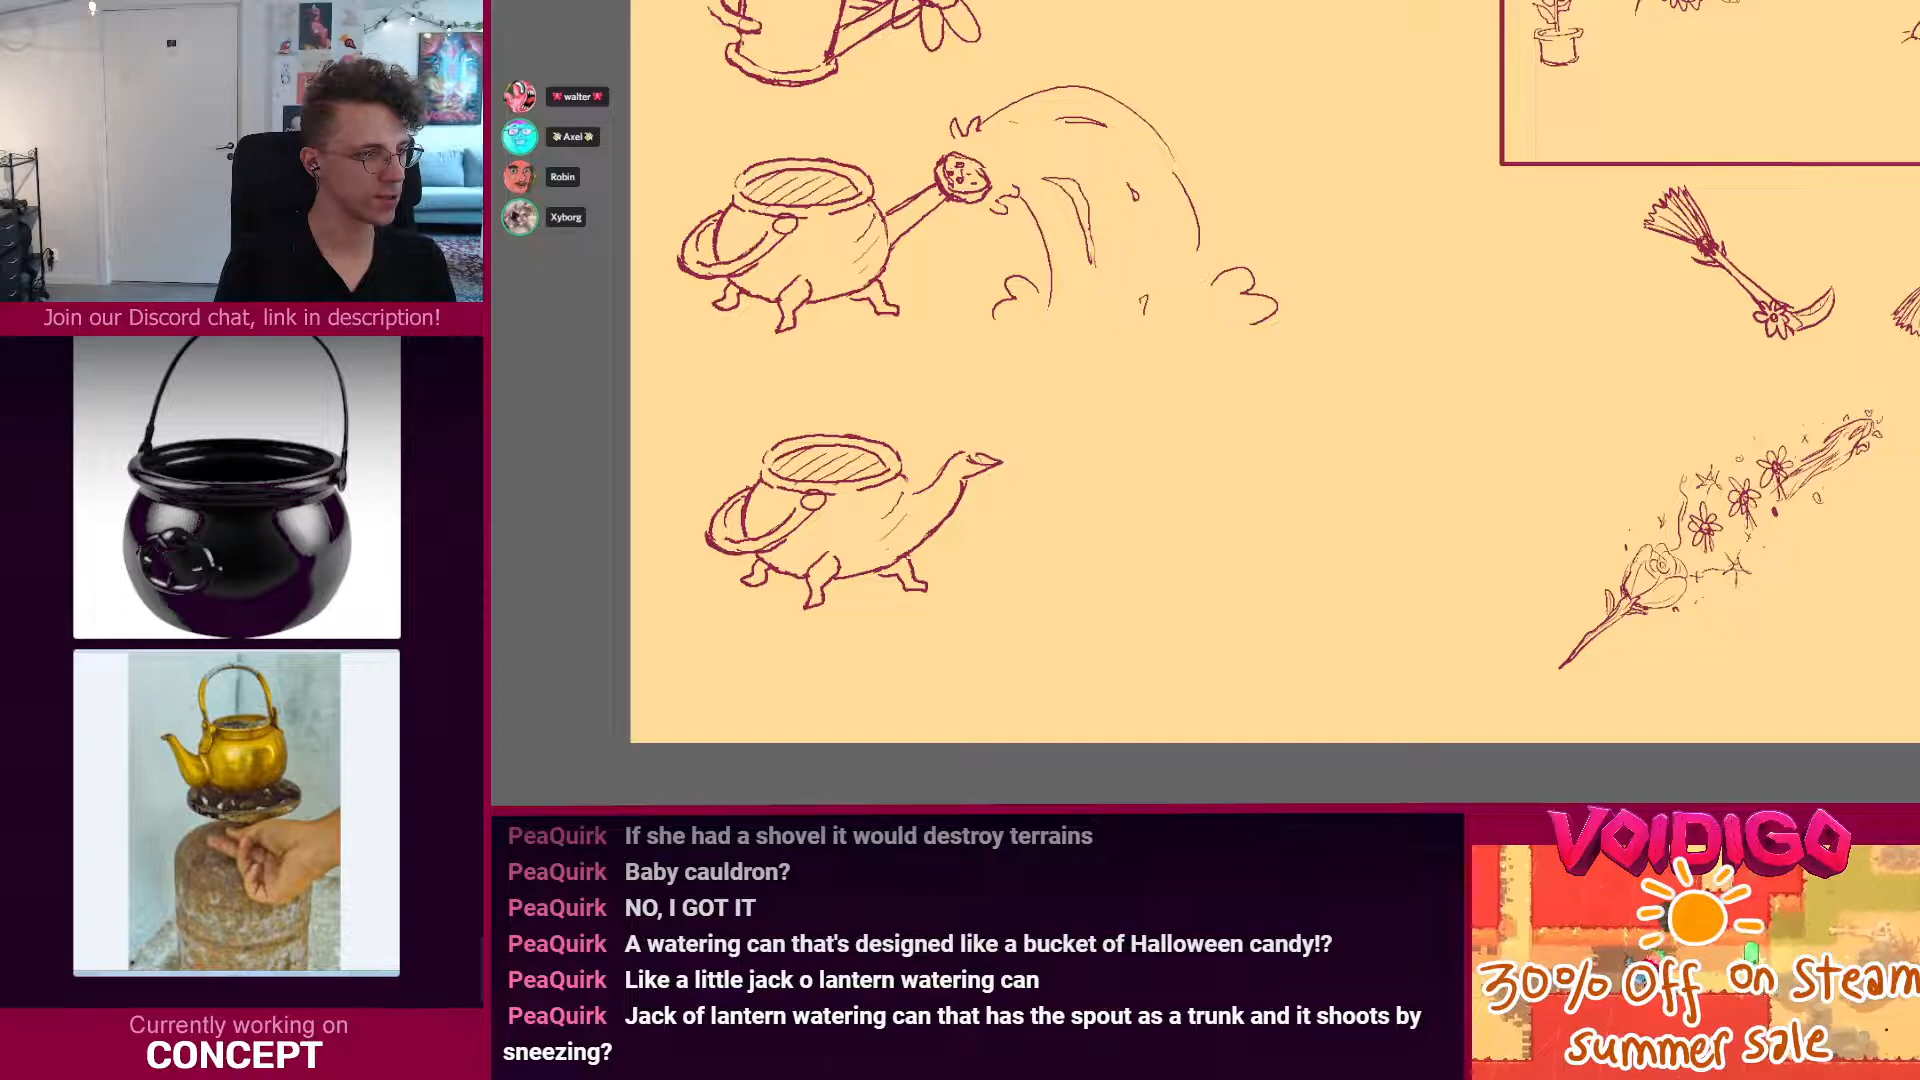 walter
Axel
Robin
Xyborg
Join our Discord chat, link in description!
PeaQuirk If she had a shovel it would destroy terrains
PeaQuirk Baby cauldron?
PeaQuirk NO, I GOT IT
PeaQuirk A watering can that's designed like a bucket of Halloween candy!?
PeaQuirk Like a little jack o lantern watering can
PeaQuirk Jack of lantern watering can that has the spout as a trunk and it shoots by
sneezing?
Currently working on
CONCEPT
VOIDIGO
30% Off on Steam
summer sale